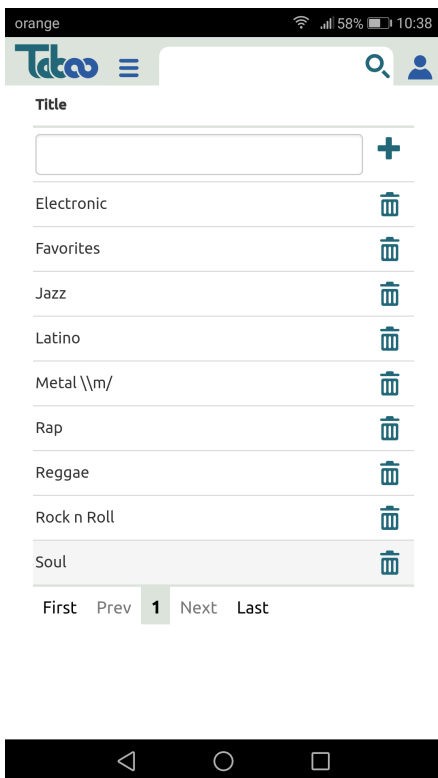 orange 58% 10:38
Tatoo
Title
Electronic
Favorites
Jazz
Latino
Metal \\m/
Rap
Reggae
Rock n Roll
Soul
First Prev 1 Next Last